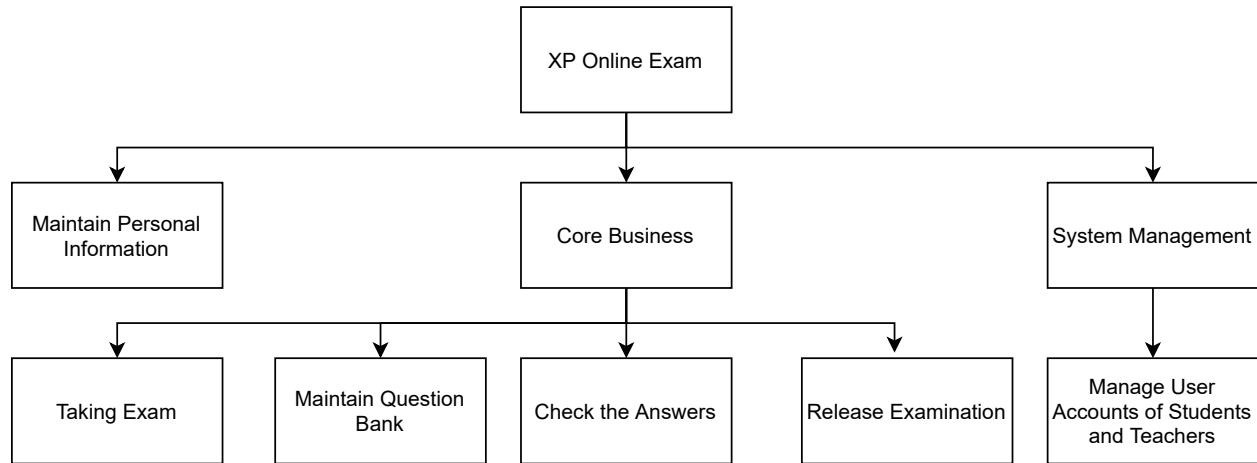 XP Online Exam
Maintain Personal
Information
Core Business
System Management
Taking Exam
Maintain Question
Bank
Check the Answers
Release Examination
Manage User
Accounts of Students
and Teachers